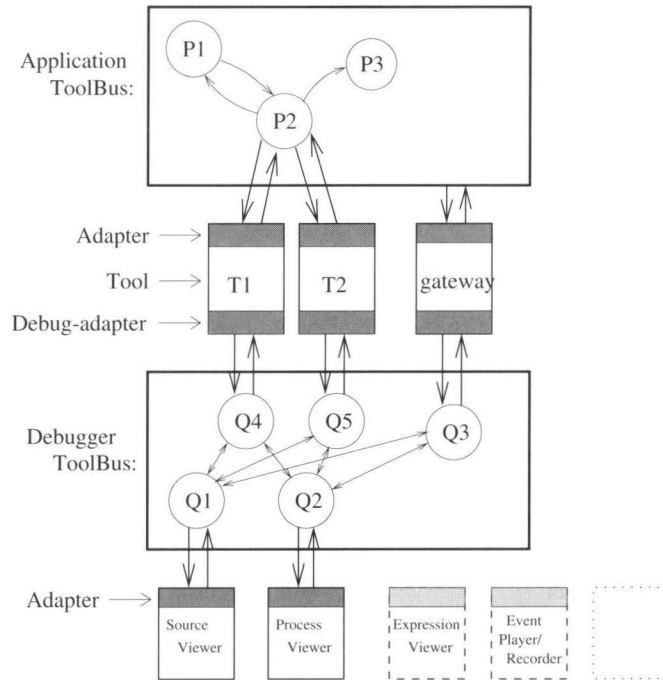 P1
P3
Application
ToolBus:
P2
Adapter
Tool
T1
T2
gateway
Debug-adapter
Q4
Q5
Q3
Debugger
ToolBus:
Q1
Q2
Adapter
Source
Viewer
Process
Viewer
Expression
Viewer
Event
Player/
Recorder